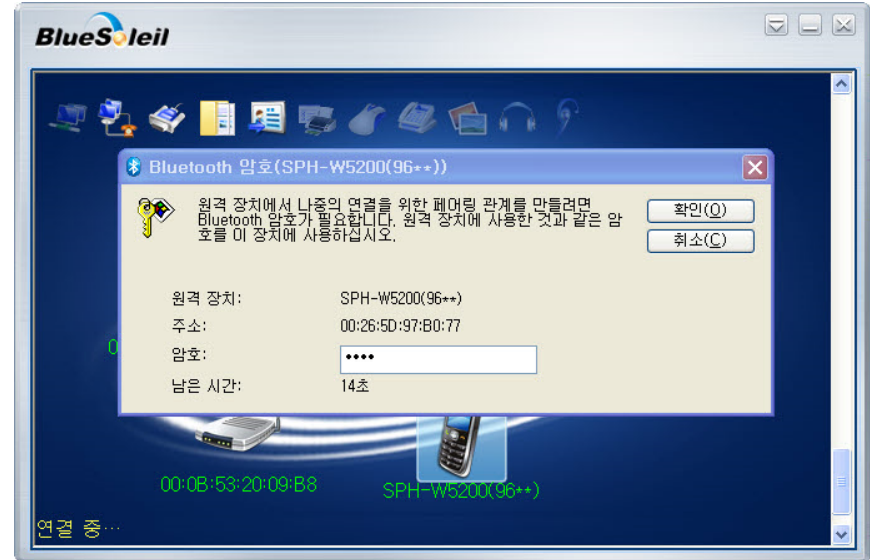 BlueSoleil
Bluetooth 암호(SPH-W5200(96**))
원격 장치에서 나중의 연결을 위한 페어링 관계를 만들려면
Bluetooth 암호가 필요합니다. 원격 장치에 사용한 것과 같은 암
호를 이 장치에 사용하십시오.
확인(O)
취소(C)
원격 장치: SPH-W5200(96**)
주소: 00:26:5D:97:B0:77
암호: ••••
남은 시간: 14초
0
00:0B:53:20:09:B8
SPH-W5200(96**)
연결 중...